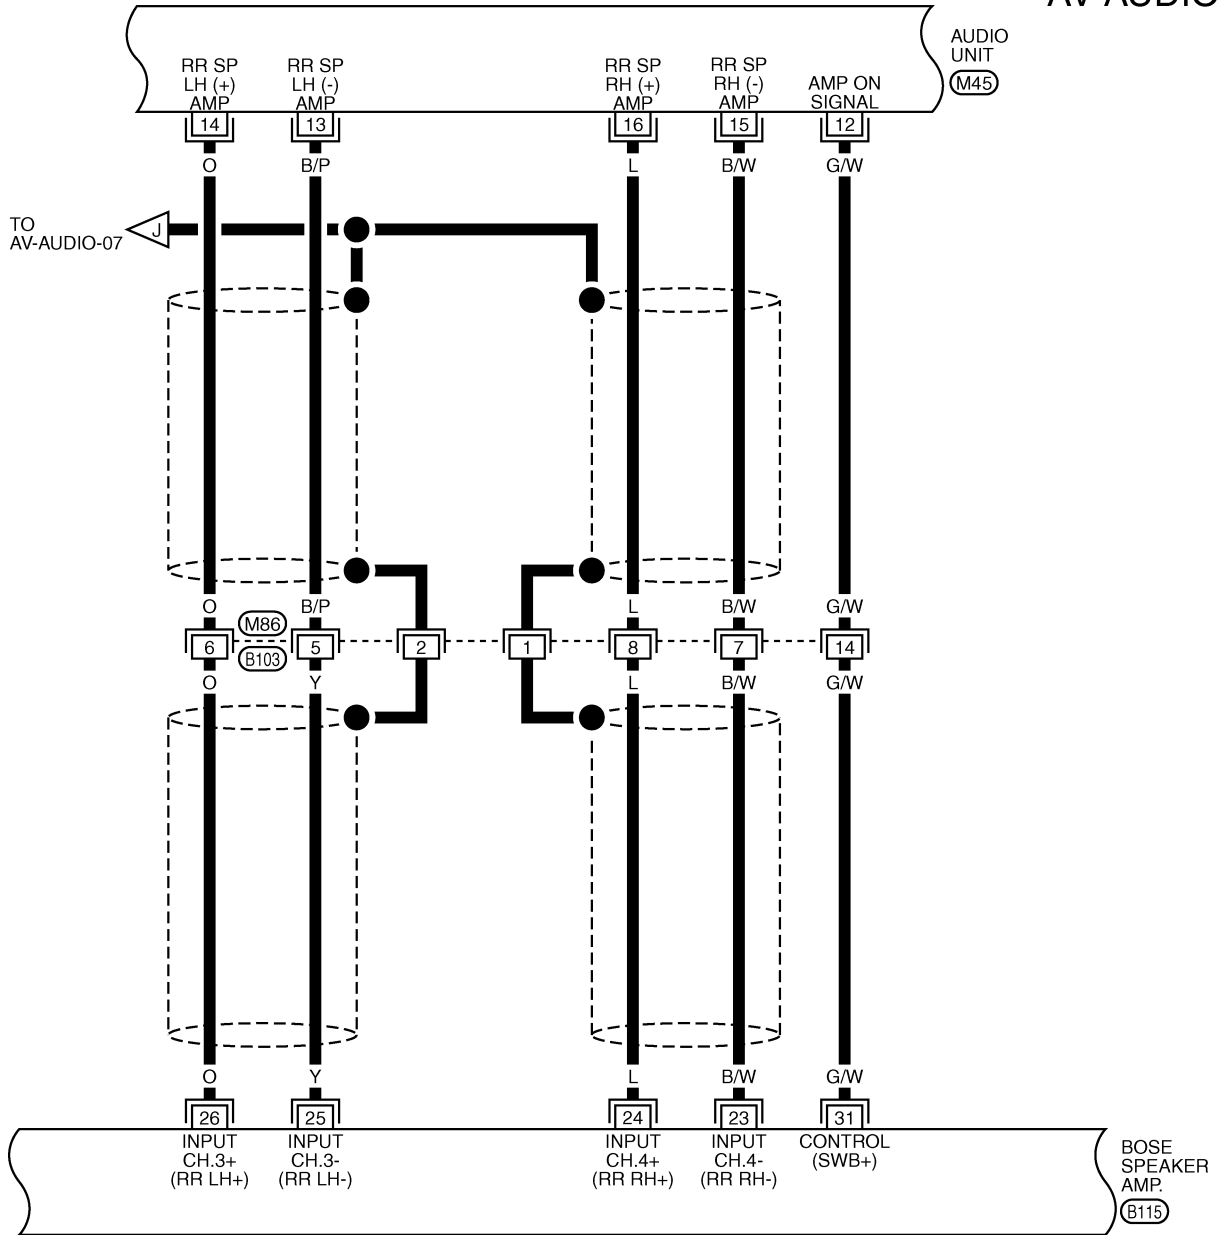 AV-AUDIO
AUDIO
UNIT
M45
RR SP
LH (+)
AMP
RR SP
LH (-)
AMP
RR SP
RH (+)
AMP
RR SP
RH (-)
AMP
AMP ON
SIGNAL
14 13 16 15 12
O B/P L B/W G/W
TO
AV-AUDIO-07
J
O B/P L B/W G/W
M86
6 5 2 1 8 7 14
B103
O Y L B/W G/W
O Y L B/W G/W
26 25 24 23 31
INPUT
CH.3+
(RR LH+)
INPUT
CH.3-
(RR LH-)
INPUT
CH.4+
(RR RH+)
INPUT
CH.4-
(RR RH-)
CONTROL
(SWB+)
BOSE
SPEAKER
AMP.
B115